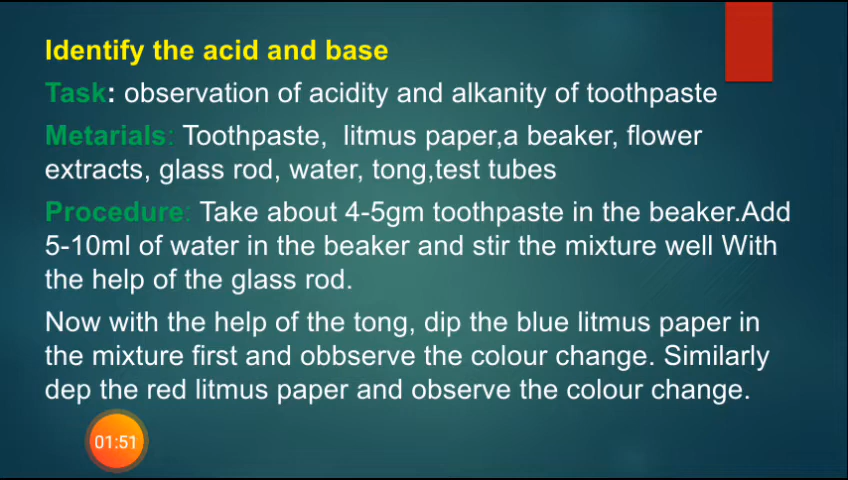 Identify the acid and base
Task: observation of acidity and alkanity of toothpaste
Metarials: Toothpaste, litmus paper,a beaker, flower
extracts, glass rod, water, tong,test tubes
Procedure: Take about 4-5gm toothpaste in the beaker.Add
5-10ml of water in the beaker and stir the mixture well With
the help of the glass rod.
Now with the help of the tong, dip the blue litmus paper in
the mixture first and obbserve the colour change. Similarly
dep the red litmus paper and observe the colour change.
01:51